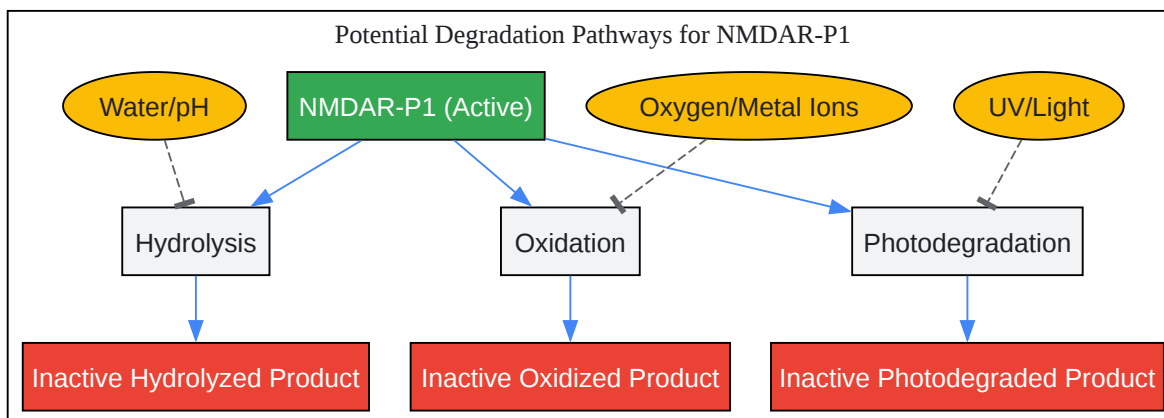 Potential Degradation Pathways for NMDAR-P1
Water/pH
NMDAR-P1 (Active)
Oxygen/Metal Ions
UV/Light
Hydrolysis
Oxidation
Photodegradation
Inactive Hydrolyzed Product
Inactive Oxidized Product
Inactive Photodegraded Product